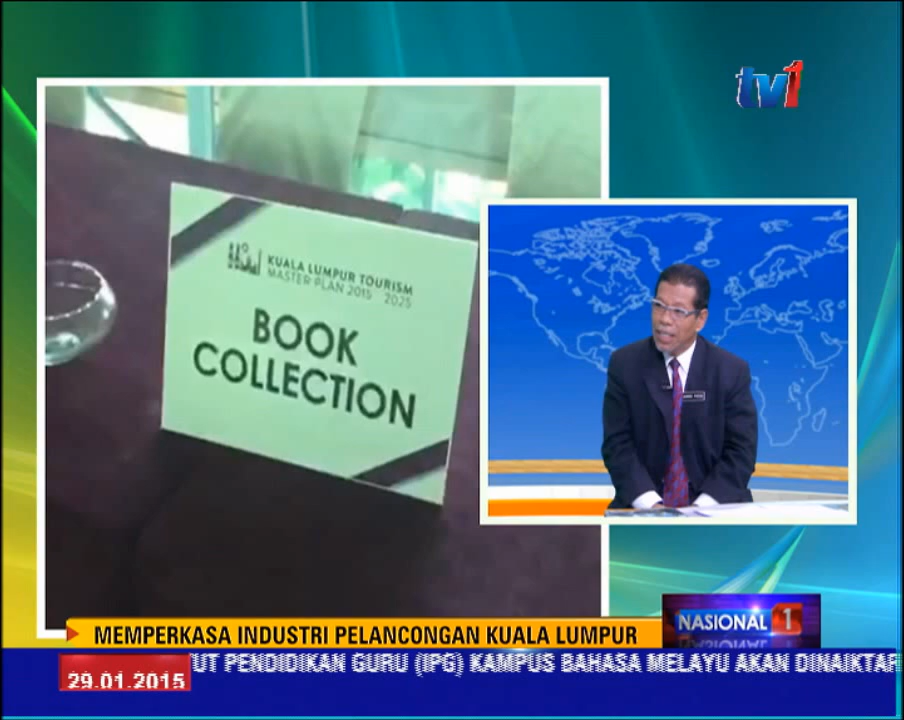 tv1
KUALA LUMPUR TOURISM
MASTER PLAN 2015 - 2025
BOOK
COLLECTION
NASIONAL 1
MEMPERKASA INDUSTRI PELANCONGAN KUALA LUMPUR
29.01.2015
UT PENDIDIKAN GURU (IPG) KAMPUS BAHASA MELAYU AKAN DINAIKTAR